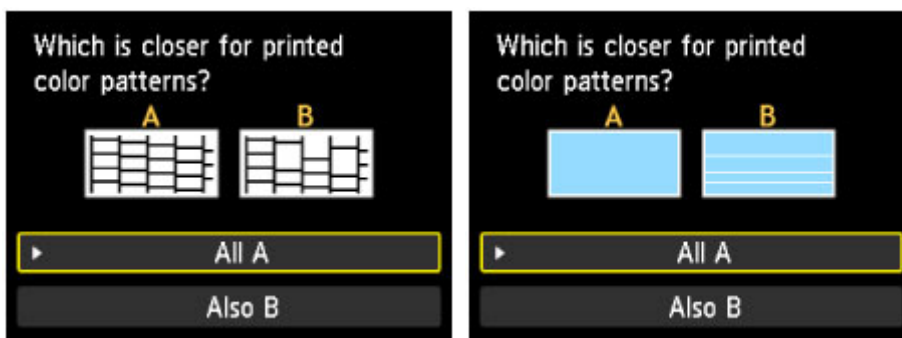 Which is closer for printed
color patterns?
A B
All A
Also B
Which is closer for printed
color patterns?
A B
All A
Also B